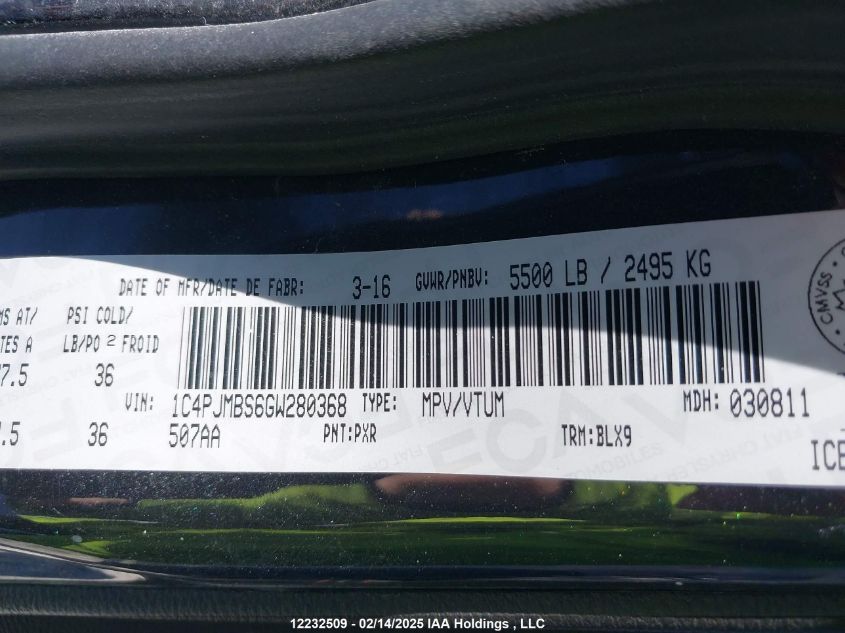 DATE OF MFR/DATE DE FABR: 3-16 GVWR/PNBV: 5500 LB / 2495 KG
MS AT/ PSI COLD/
TES A LB/PO 2 FROID
7.5 36
VIN: 1C4PJMBS6GW280368 TYPE: MPV/VTUM MDH: 030811
.5 36 507AA PNT:PXR TRM:BLX9
ICE
CMVSS
12232509 - 02/14/2025 IAA Holdings , LLC